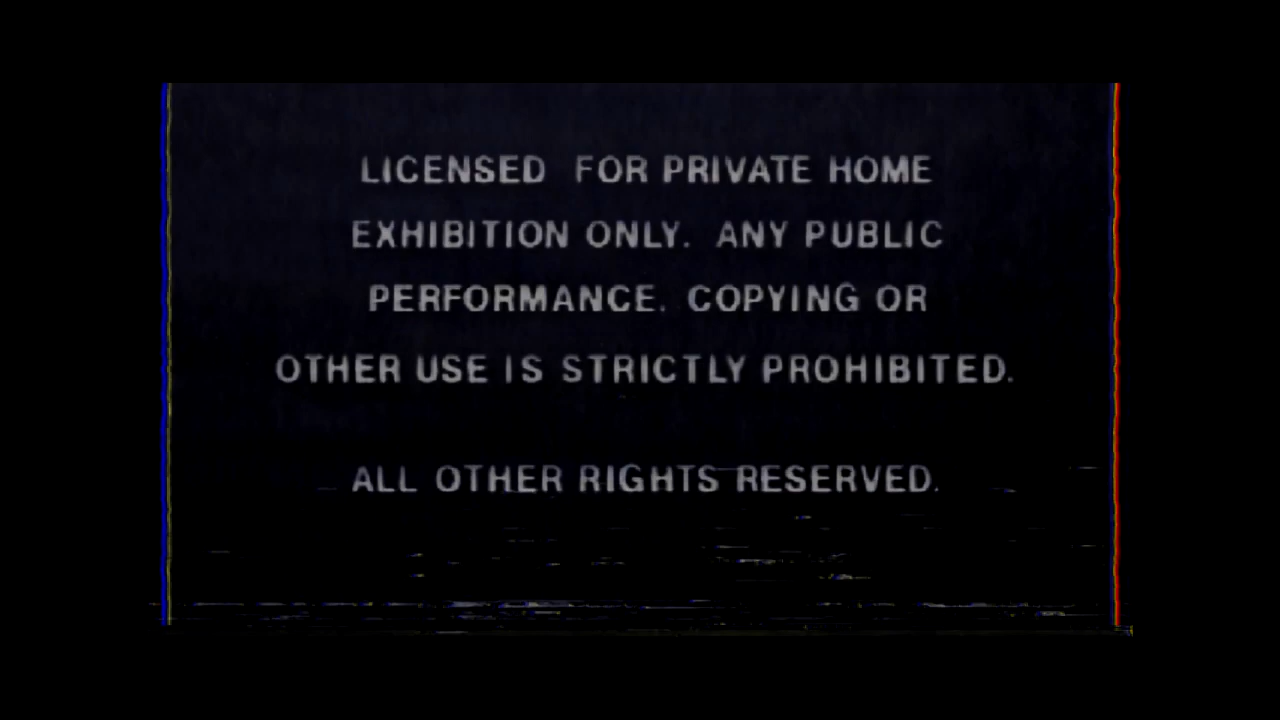 LICENSED FOR PRIVATE HOME
EXHIBITION ONLY. ANY PUBLIC
PERFORMANCE. COPYING OR
OTHER USE IS STRICTLY PROHIBITED.
ALL OTHER RIGHTS RESERVED.